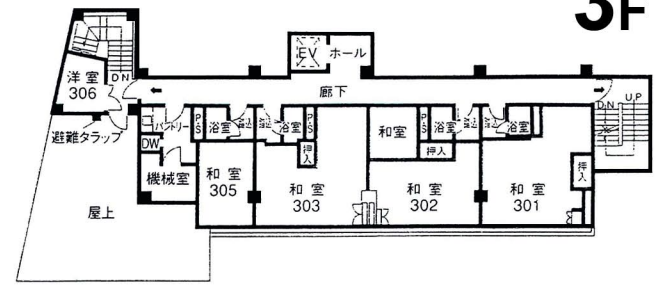 3F
EV ホール
洋室
306
DN
廊下
DN
UP
避難タラップ
パントリー
PS
浴室
浴室
PS
和室
PS
浴室
浴室
DW
押入
押入
押入
機械室
和室
305
和室
303
和室
302
和室
301
屋上